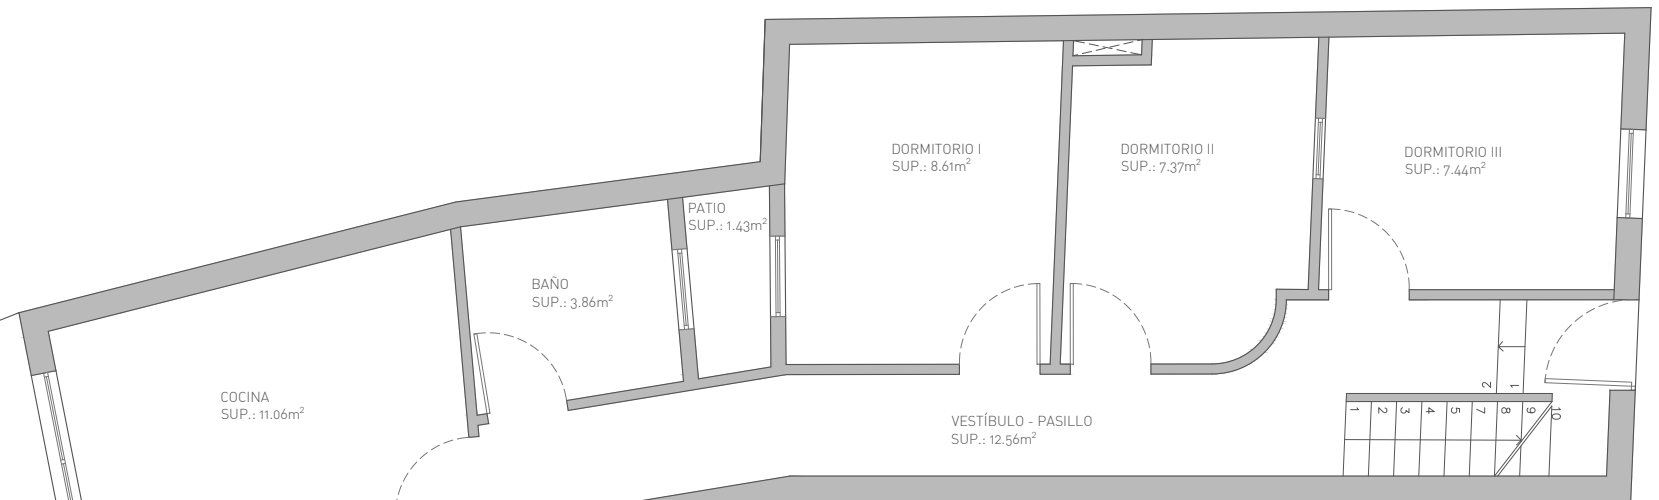 DORMITORIO I
SUP.: 8.61m²
DORMITORIO II
SUP.: 7.37m²
DORMITORIO III
SUP.: 7.44m²
PATIO
SUP.: 1.43m²
BAÑO
SUP.: 3.86m²
COCINA
SUP.: 11.06m²
VESTÍBULO - PASILLO
SUP.: 12.56m²
2 1
1 2 3 4 5 7 8 9 10